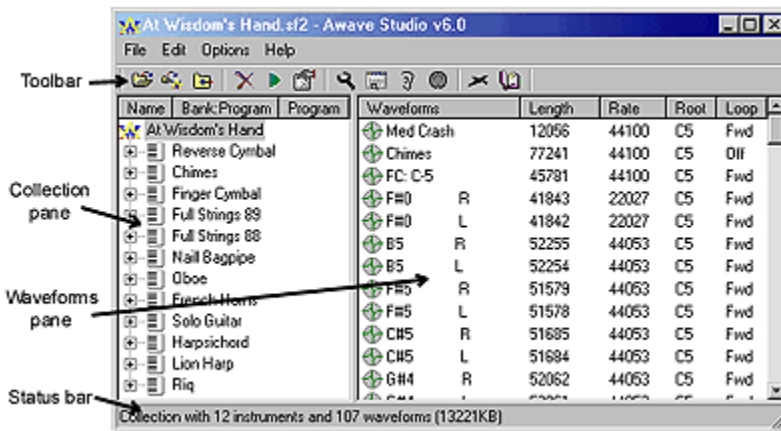 At Wisdom's Hand.sf2 - Awave Studio v6.0
File Edit Options Help
Toolbar
Name Bank:Program Program
Waveforms Length Rate Root Loop
At Wisdom's Hand
Reverse Cymbal
Chimes
Finger Cymbal
Full Strings 89
Full Strings 88
Naill Bagpipe
Oboe
French Horns
Solo Guitar
Harpsichord
Lion Harp
Riq
Med Crash 12056 44100 C5 Fwd
Chimes 77241 44100 C5 Off
FC: C-5 45781 44100 C5 Fwd
F#0 R 41843 22027 C5 Fwd
F#0 L 41842 22027 C5 Fwd
B5 R 52255 44053 C5 Fwd
B5 L 52254 44053 C5 Fwd
F#5 R 51579 44053 C5 Fwd
F#5 L 51578 44053 C5 Fwd
C#5 R 51685 44053 C5 Fwd
C#5 L 51684 44053 C5 Fwd
G#4 R 52062 44053 C5 Fwd
Collection
pane
Waveforms
pane
Status bar
Collection with 12 instruments and 107 waveforms (13221KB)